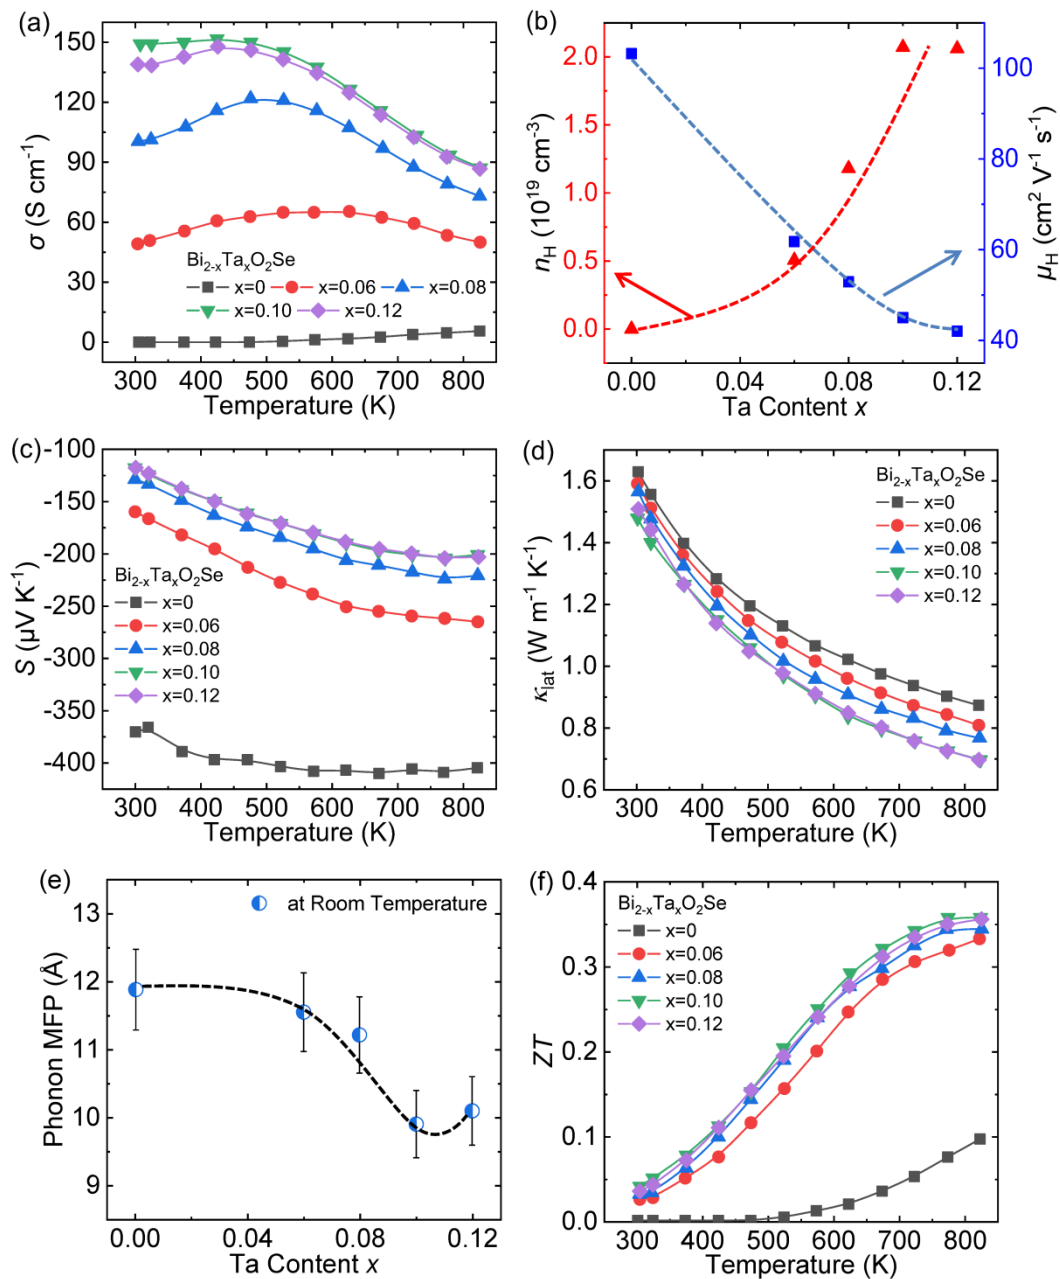 (a)
150
120
90
60
30
0
σ (S cm⁻¹)
Bi₂₋ₓTaₓO₂Se
x=0 x=0.06 x=0.08
x=0.10 x=0.12
300 400 500 600 700 800
Temperature (K)
(b)
2.0
1.5
1.0
0.5
0.0
n_H (10¹⁹ cm⁻³)
100
80
60
40
μ_H (cm² V⁻¹ s⁻¹)
0.00 0.04 0.08 0.12
Ta Content x
(c)
-100
-150
-200
-250
-300
-350
-400
S (μV K⁻¹)
Bi₂₋ₓTaₓO₂Se
x=0
x=0.06
x=0.08
x=0.10
x=0.12
300 400 500 600 700 800
Temperature (K)
(d)
1.6
1.4
1.2
1.0
0.8
0.6
κ_lat (W m⁻¹ K⁻¹)
Bi₂₋ₓTaₓO₂Se
x=0
x=0.06
x=0.08
x=0.10
x=0.12
300 400 500 600 700 800
Temperature (K)
(e)
13
12
11
10
9
Phonon MFP (Å)
at Room Temperature
0.00 0.04 0.08 0.12
Ta Content x
(f)
0.4
0.3
0.2
0.1
0.0
ZT
Bi₂₋ₓTaₓO₂Se
x=0
x=0.06
x=0.08
x=0.10
x=0.12
300 400 500 600 700 800
Temperature (K)